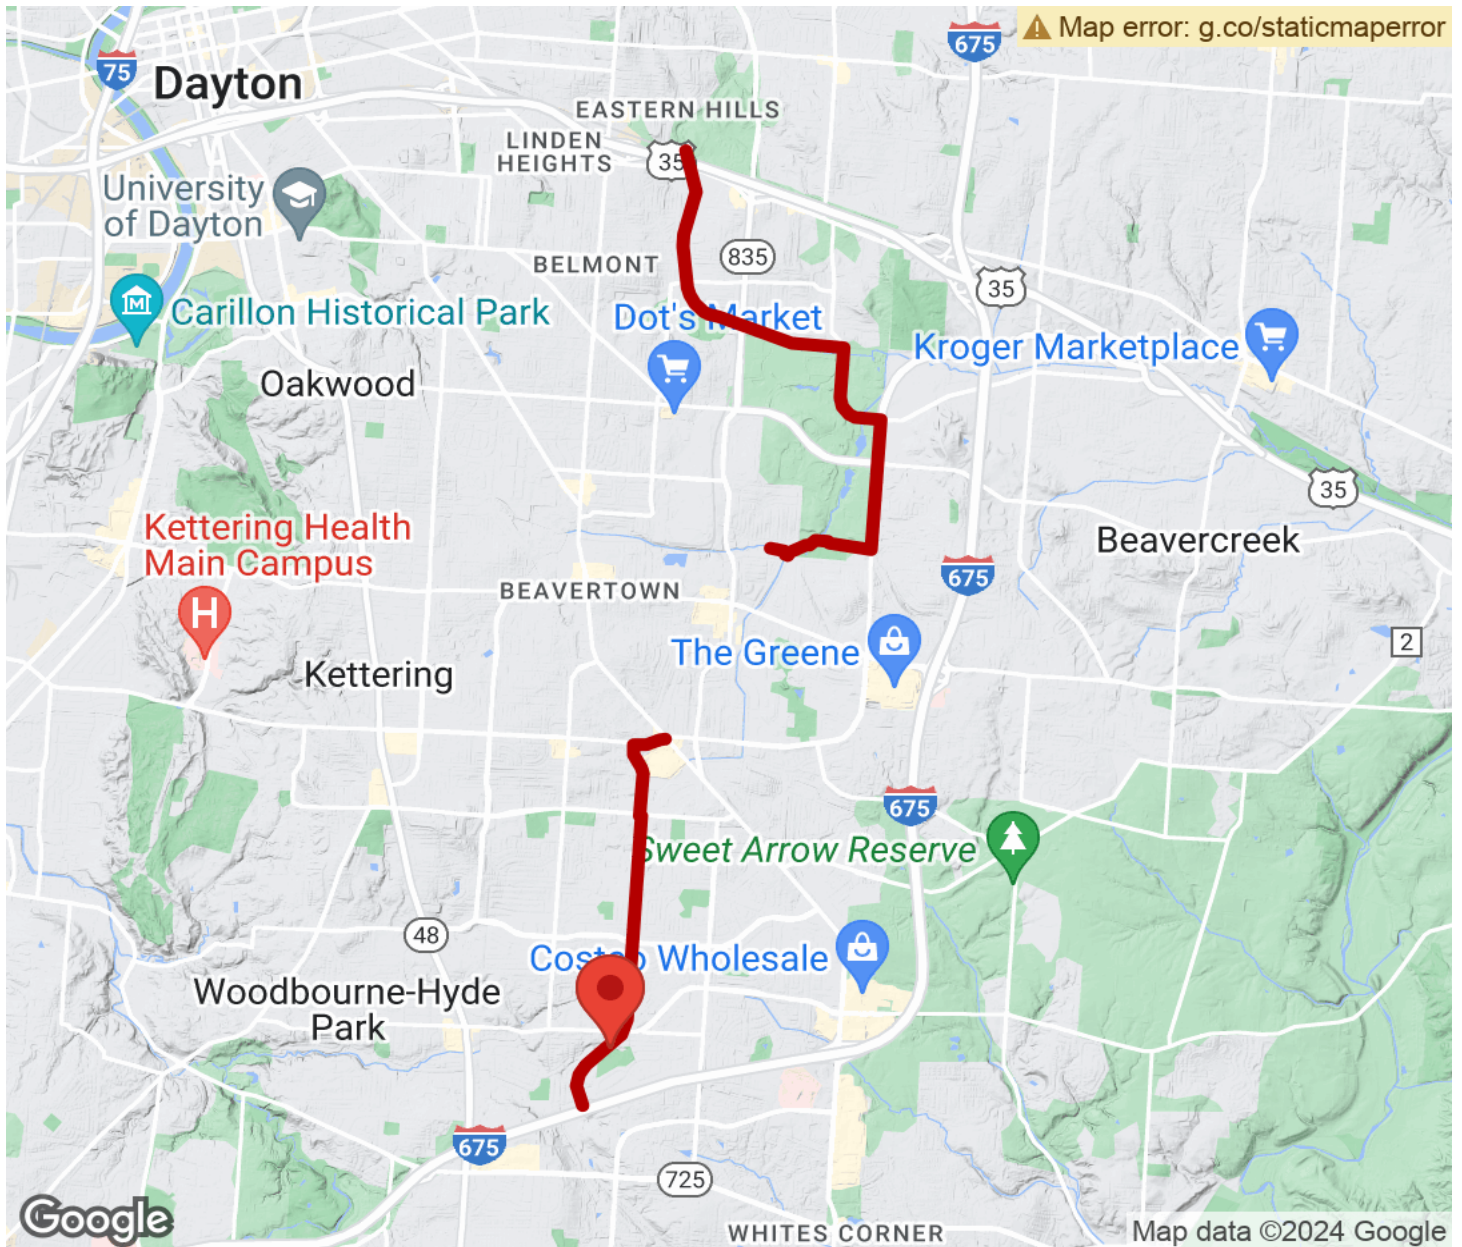 Map error: g.co/staticmaperror
675
75
Dayton
EASTERN HILLS
LINDEN
HEIGHTS
35
University
of Dayton
835
BELMONT
35
Carillon Historical Park
Dot's Market
Kroger Marketplace
Oakwood
35
Kettering Health
Main Campus
Beavercreek
675
BEAVERTOWN
H
2
The Greene
Kettering
675
Sweet Arrow Reserve
48
Costco Wholesale
Woodbourne-Hyde
Park
675
725
Google
WHITES CORNER
Map data ©2024 Google